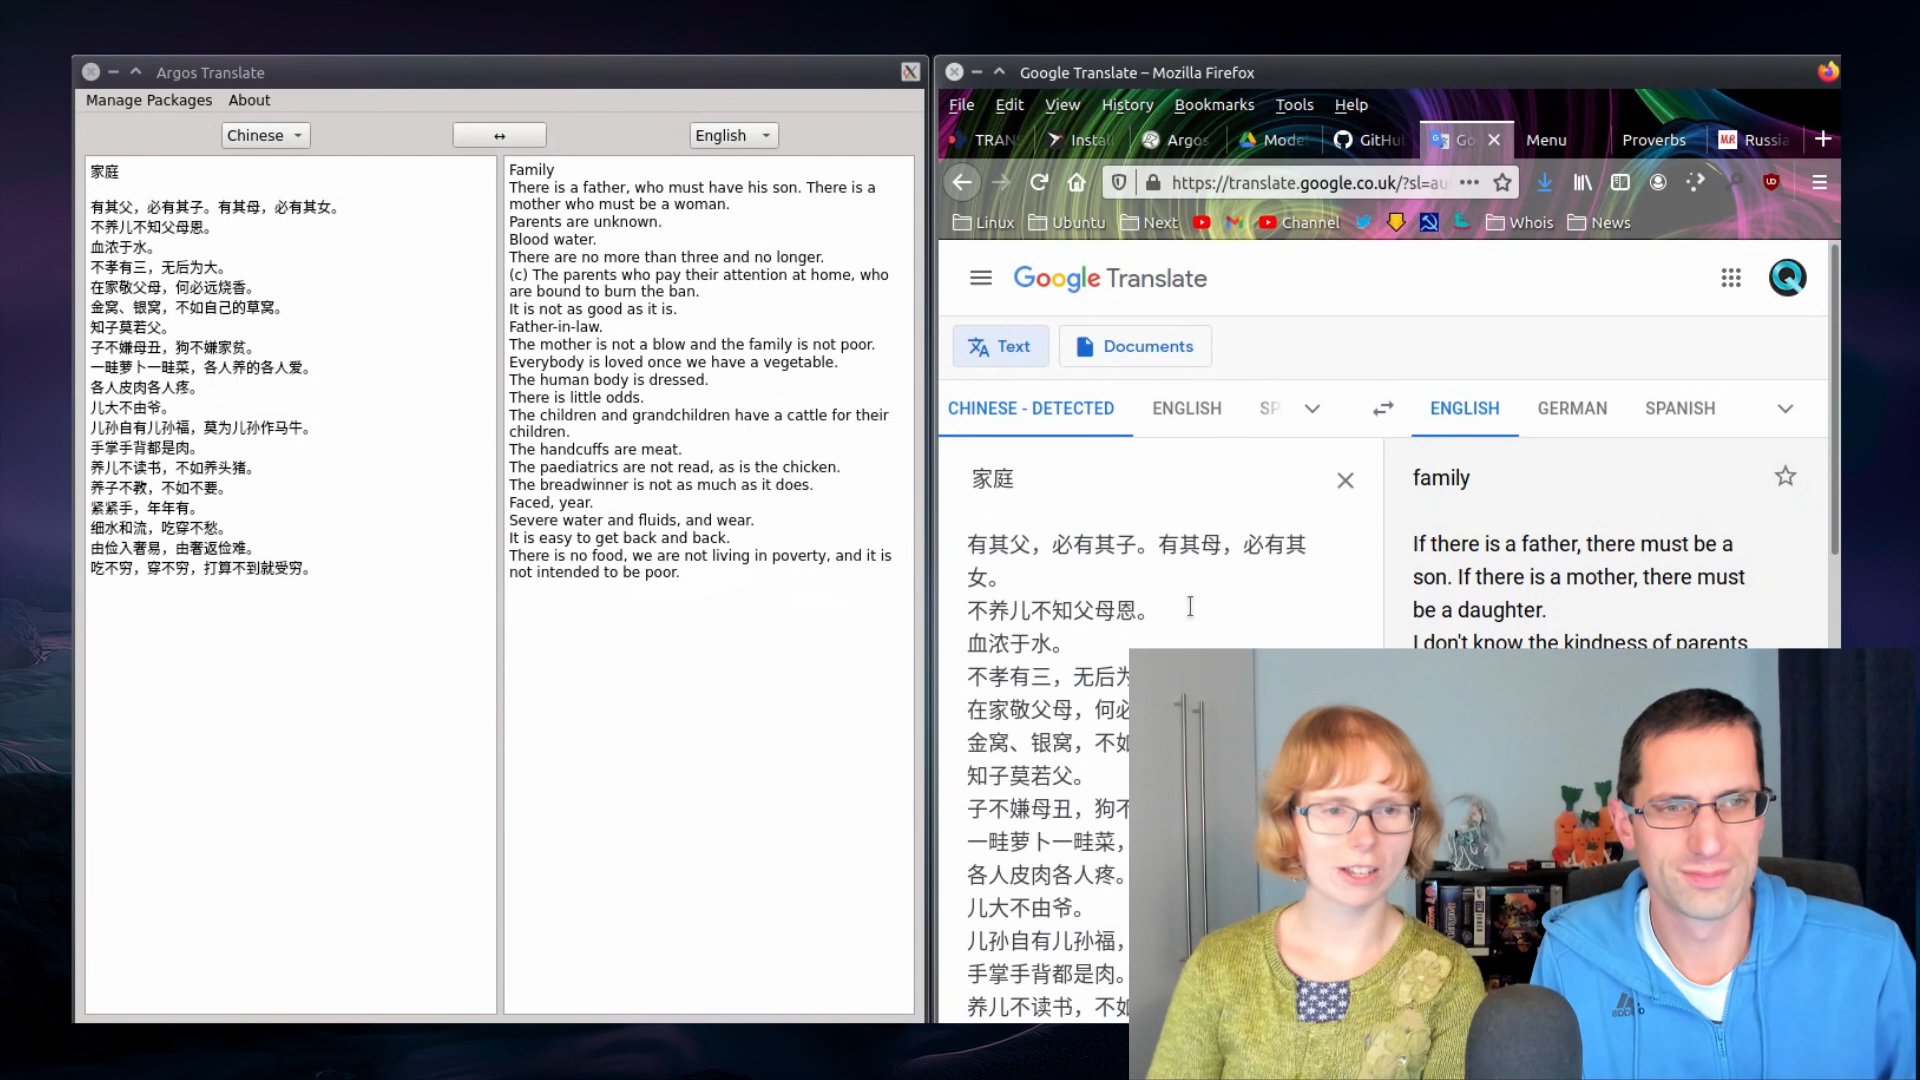 Argos Translate
Manage Packages About
Chinese ↔ English
家庭
有其父，必有其子。有其母，必有其女。
不养儿不知父母恩。
血浓于水。
不孝有三，无后为大。
在家敬父母，何必远烧香。
金窝、银窝，不如自己的草窝。
知子莫若父。
子不嫌母丑，狗不嫌家贫。
一畦萝卜一畦菜，各人养的各人爱。
各人皮肉各人疼。
儿大不由爷。
儿孙自有儿孙福，莫为儿孙作马牛。
手掌手背都是肉。
养儿不读书，不如养头猪。
养子不教，不如不要。
紧紧手，年年有。
细水和流，吃穿不愁。
由俭入奢易，由奢返俭难。
吃不穷，穿不穷，打算不到就受穷。
Family
There is a father, who must have his son. There is a
mother who must be a woman.
Parents are unknown.
Blood water.
There are no more than three and no longer.
(c) The parents who pay their attention at home, who
are bound to burn the ban.
It is not as good as it is.
Father-in-law.
The mother is not a blow and the family is not poor.
Everybody is loved once we have a vegetable.
The human body is dressed.
There is little odds.
The children and grandchildren have a cattle for their
children.
The handcuffs are meat.
The paediatrics are not read, as is the chicken.
The breadwinner is not as much as it does.
Faced, year.
Severe water and fluids, and wear.
It is easy to get back and back.
There is no food, we are not living in poverty, and it is
not intended to be poor.
Google Translate – Mozilla Firefox
File Edit View History Bookmarks Tools Help
TRAN Install Argos Mode GitHu Go Menu Proverbs MR Russia
https://translate.google.co.uk/?sl=au
Linux Ubuntu Next Channel Whois News
Google Translate
Text Documents
CHINESE - DETECTED ENGLISH SP ENGLISH GERMAN SPANISH
家庭
有其父，必有其子。有其母，必有其
女。
不养儿不知父母恩。
血浓于水。
不孝有三，无后为
在家敬父母，何必
金窝、银窝，不如
知子莫若父。
子不嫌母丑，狗不
一畦萝卜一畦菜，
各人皮肉各人疼。
儿大不由爷。
儿孙自有儿孙福，
手掌手背都是肉。
养儿不读书，不如
family
If there is a father, there must be a
son. If there is a mother, there must
be a daughter.
I don't know the kindness of parents
adidas